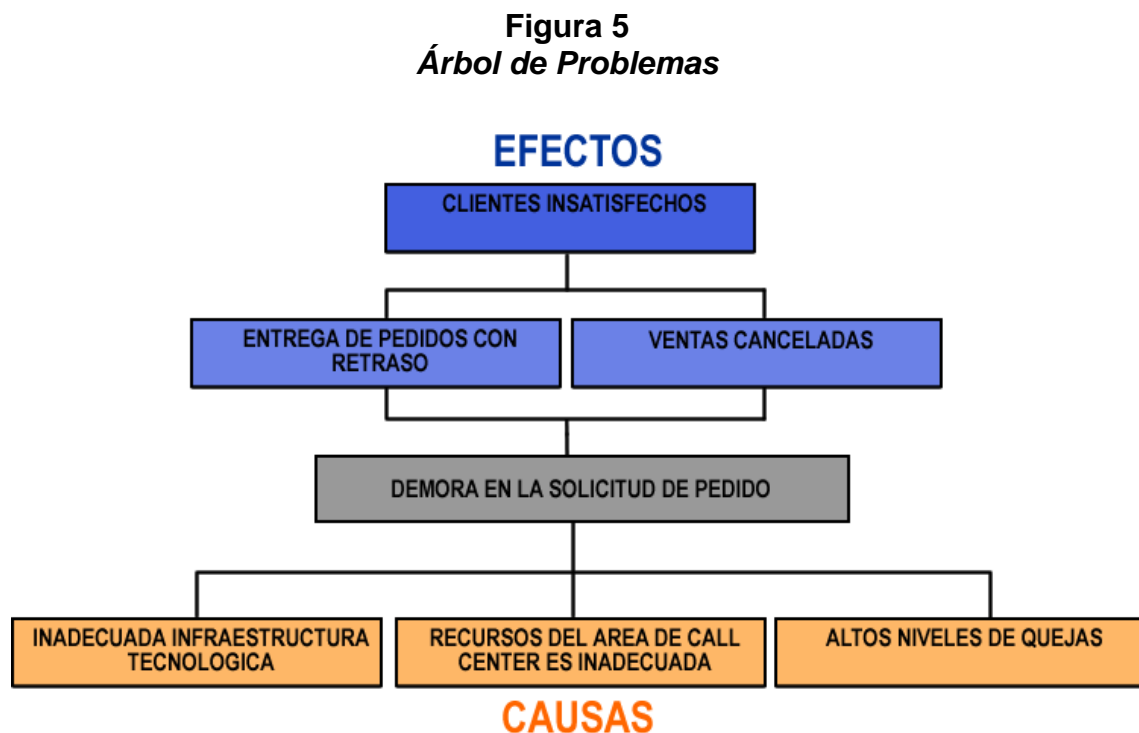 Figura 5
Árbol de Problemas
EFECTOS
CLIENTES INSATISFECHOS
ENTREGA DE PEDIDOS CON
RETRASO
VENTAS CANCELADAS
DEMORA EN LA SOLICITUD DE PEDIDO
INADECUADA INFRAESTRUCTURA
TECNOLOGICA
RECURSOS DEL AREA DE CALL
CENTER ES INADECUADA
ALTOS NIVELES DE QUEJAS
CAUSAS